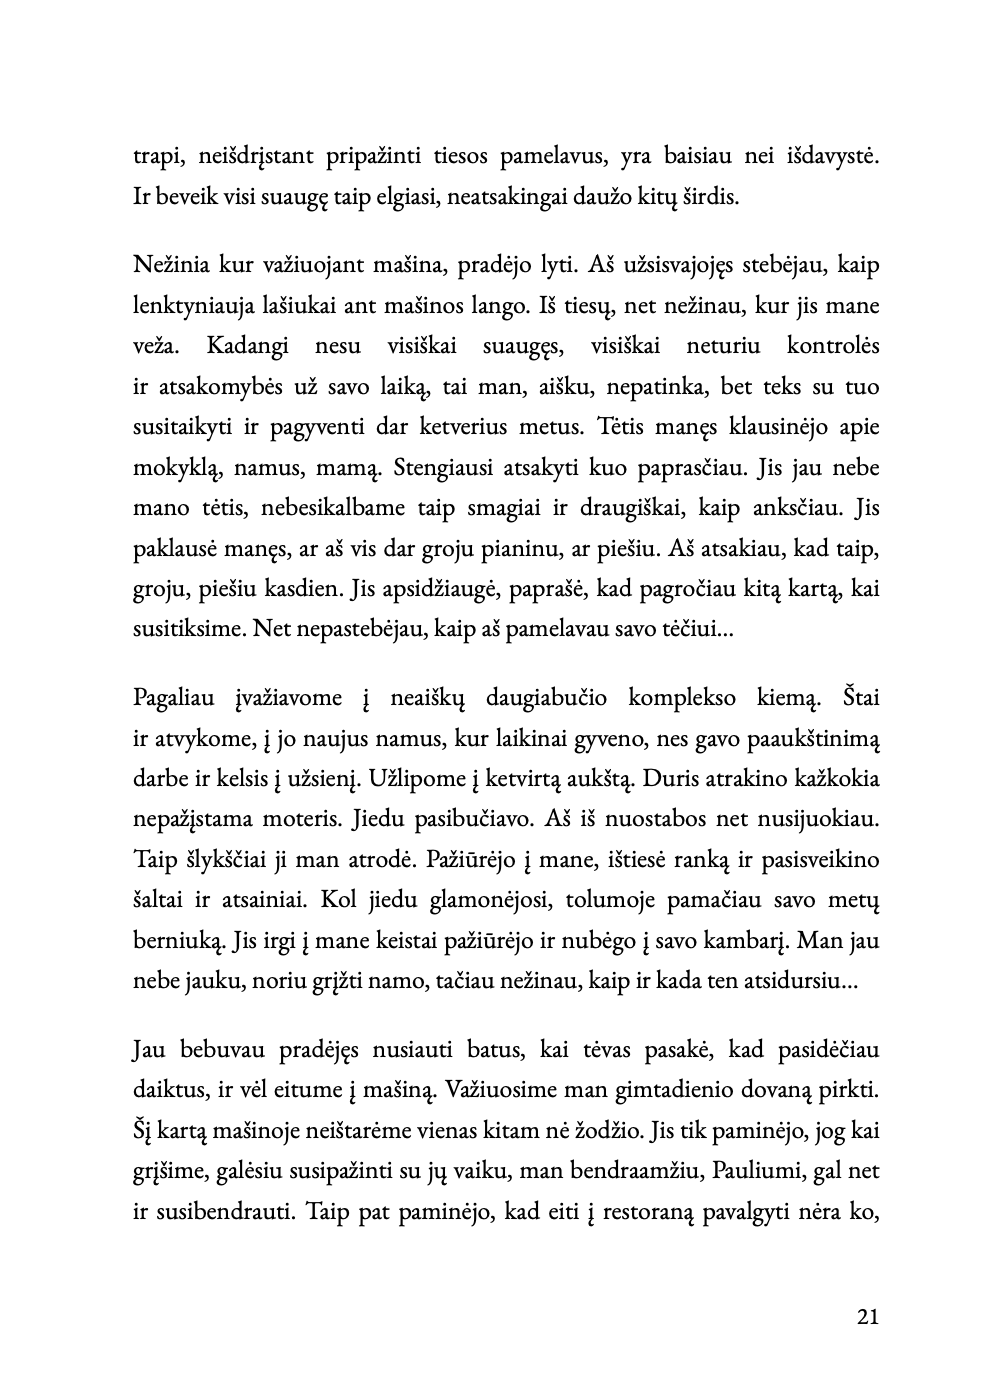 trapi, neišdrįstant pripažinti tiesos pamelavus, yra baisiau nei išdavystė.
Ir beveik visi suaugę taip elgiasi, neatsakingai daužo kitų širdis.
Nežinia kur važiuojant mašina, pradėjo lyti. Aš užsisvajojęs stebėjau, kaip
lenktyniauja lašiukai ant mašinos lango. Iš tiesų, net nežinau, kur jis mane
veža. Kadangi nesu visiškai suaugęs, visiškai neturiu kontrolės
ir atsakomybės už savo laiką, tai man, aišku, nepatinka, bet teks su tuo
susitaikyti ir pagyventi dar ketverius metus. Tėtis manęs klausinėjo apie
mokyklą, namus, mamą. Stengiausi atsakyti kuo paprasčiau. Jis jau nebe
mano tėtis, nebesikalbame taip smagiai ir draugiškai, kaip anksčiau. Jis
paklausė manęs, ar aš vis dar groju pianinu, ar piešiu. Aš atsakiau, kad taip,
groju, piešiu kasdien. Jis apsidžiaugė, paprašė, kad pagročiau kitą kartą, kai
susitiksime. Net nepastebėjau, kaip aš pamelavau savo tėčiui...
Pagaliau įvažiavome į neaiškų daugiabučio komplekso kiemą. Štai
ir atvykome, į jo naujus namus, kur laikinai gyveno, nes gavo paaukštinimą
darbe ir kelsis į užsienį. Užlipome į ketvirtą aukštą. Duris atrakino kažkokia
nepažįstama moteris. Jiedu pasibučiavo. Aš iš nuostabos net nusijuokiau.
Taip šlykščiai ji man atrodė. Pažiūrėjo į mane, ištiesė ranką ir pasisveikino
šaltai ir atsainiai. Kol jiedu glamonėjosi, tolumoje pamačiau savo metų
berniuką. Jis irgi į mane keistai pažiūrėjo ir nubėgo į savo kambarį. Man jau
nebe jauku, noriu grįžti namo, tačiau nežinau, kaip ir kada ten atsidursiu...
Jau bebuvau pradėjęs nusiauti batus, kai tėvas pasakė, kad pasidėčiau
daiktus, ir vėl eitume į mašiną. Važiuosime man gimtadienio dovaną pirkti.
Šį kartą mašinoje neištarėme vienas kitam nė žodžio. Jis tik paminėjo, jog kai
grįšime, galėsiu susipažinti su jų vaiku, man bendraamžiu, Pauliumi, gal net
ir susibendrauti. Taip pat paminėjo, kad eiti į restoraną pavalgyti nėra ko,
21